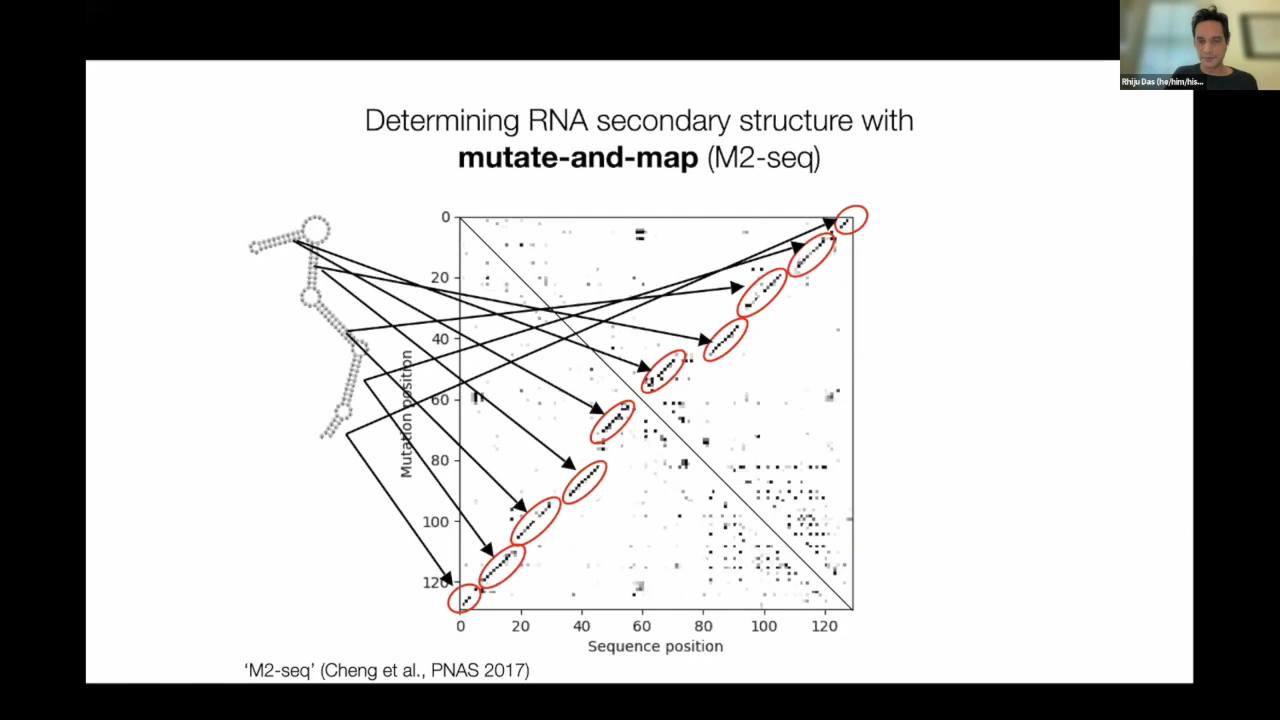 Rhiju Das (he/him/his...
Determining RNA secondary structure with
mutate-and-map (M2-seq)
0
20
40
60
80
100
120
Mutation position
0 20 40 60 80 100 120
Sequence position
‘M2-seq’ (Cheng et al., PNAS 2017)